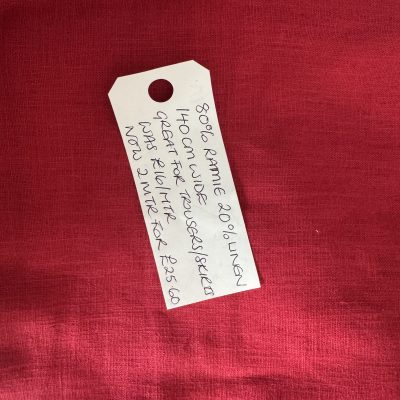 80% RAMIE 20% LINEN
140CM WIDE
GREAT FOR TROUSERS/SKIRTS
WAS £16/MTR
NOW 2 MTR FOR £25.60